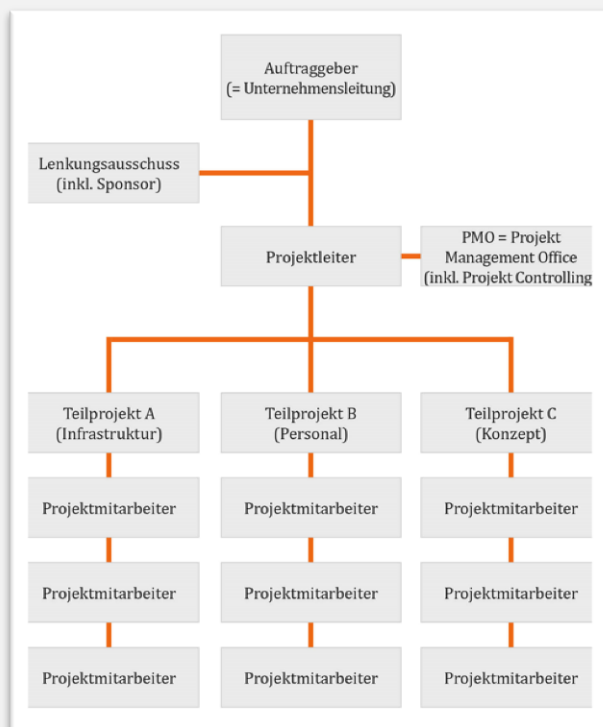 Auftraggeber
(= Unternehmensleitung)
Lenkungsausschuss
(inkl. Sponsor)
Projektleiter
PMO = Projekt
Management Office
(inkl. Projekt Controlling
Teilprojekt A
(Infrastruktur)
Teilprojekt B
(Personal)
Teilprojekt C
(Konzept)
Projektmitarbeiter
Projektmitarbeiter
Projektmitarbeiter
Projektmitarbeiter
Projektmitarbeiter
Projektmitarbeiter
Projektmitarbeiter
Projektmitarbeiter
Projektmitarbeiter